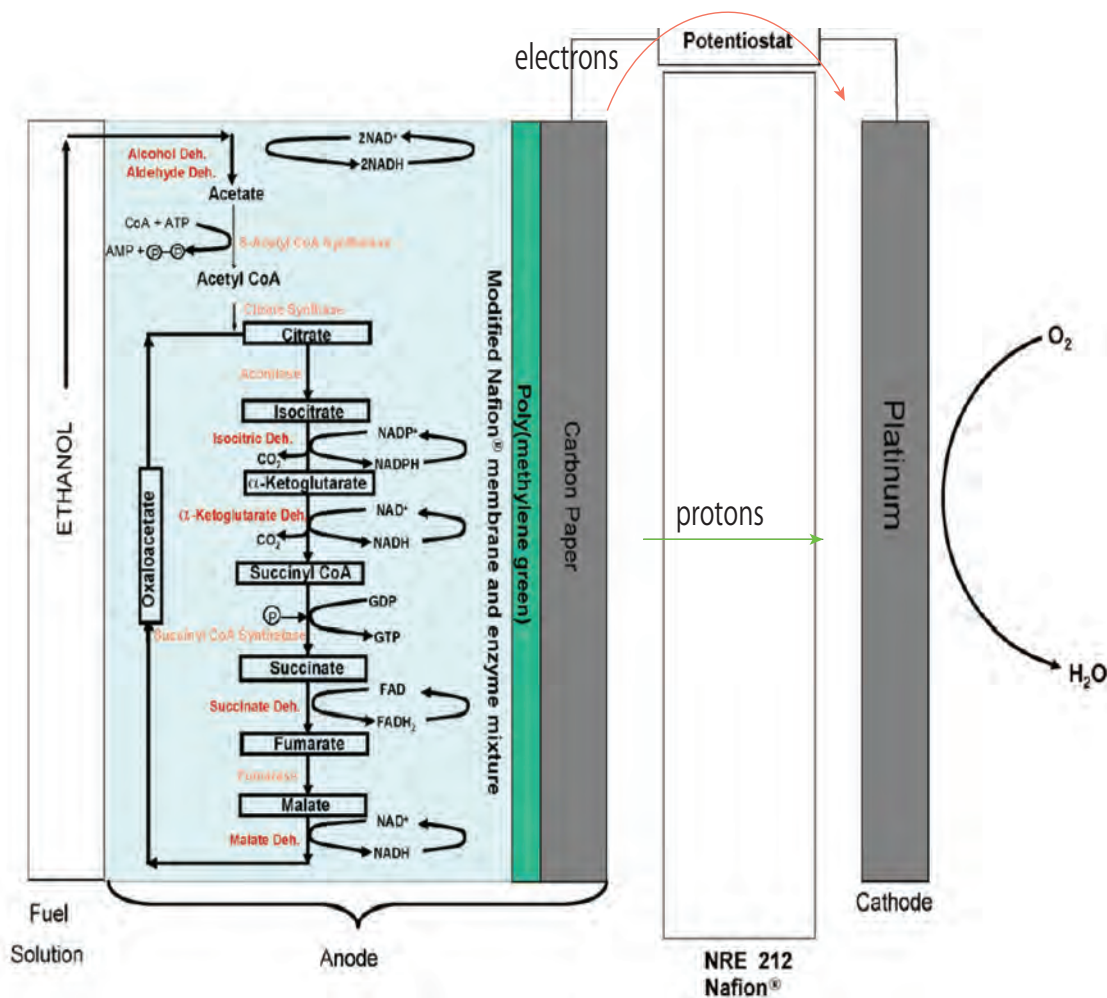 electrons
Potentiostat
Alcohol Deh.
Aldehyde Deh.
2NAD⁺
2NADH
Acetate
CoA + ATP
AMP + Ⓟ-Ⓟ
S-Acetyl CoA Synthetase
Acetyl CoA
Citrate Synthase
Citrate
Aconitase
Isocitrate
Isocitric Deh.
NADP⁺
CO₂
NADPH
α-Ketoglutarate
α-Ketoglutarate Deh.
NAD⁺
CO₂
NADH
Succinyl CoA
Ⓟ
GDP
Succinyl CoA Synthetase
GTP
Succinate
Succinate Deh.
FAD
FADH₂
Fumarate
Fumarase
Malate
Malate Deh.
NAD⁺
NADH
Oxaloacetate
ETHANOL
Modified Nafion® membrane and enzyme mixture
Poly(methylene green)
Carbon Paper
protons
Platinum
O₂
H₂O
Fuel
Solution
Anode
NRE 212
Nafion®
Cathode